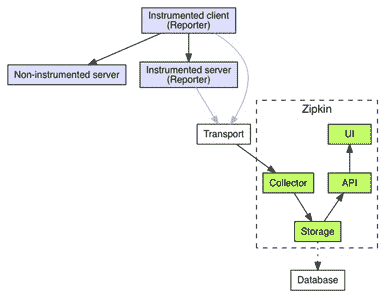 Instrumented client
(Reporter)
Non-instrumented server
Instrumented server
(Reporter)
Transport
Zipkin
UI
Collector
API
Storage
Database